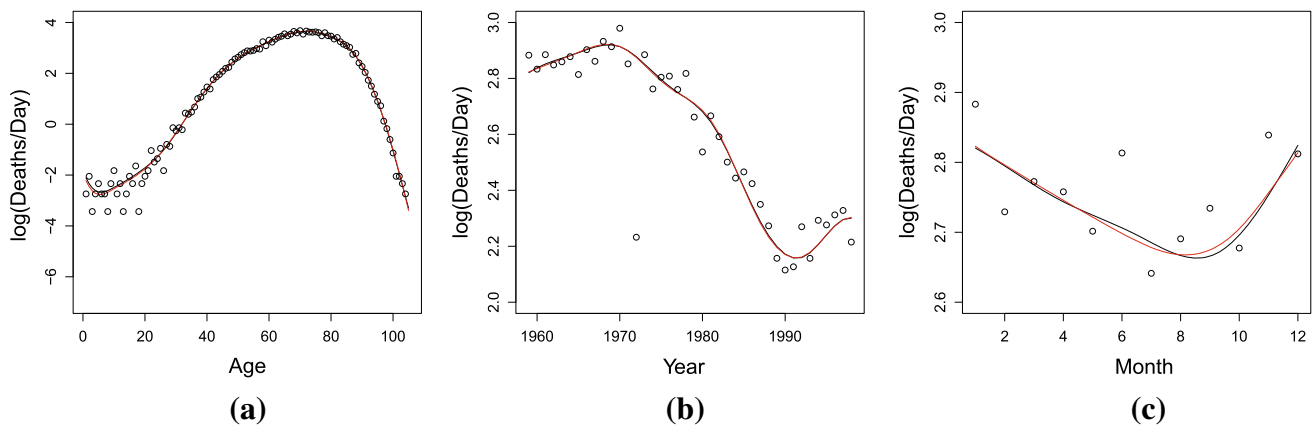 4
2
0
−2
−4
−6
log(Deaths/Day)
0 20 40 60 80 100
Age
(a)
3.0
2.8
2.6
2.4
2.2
2.0
log(Deaths/Day)
1960 1970 1980 1990
Year
(b)
3.0
2.9
2.8
2.7
2.6
log(Deaths/Day)
2 4 6 8 10 12
Month
(c)